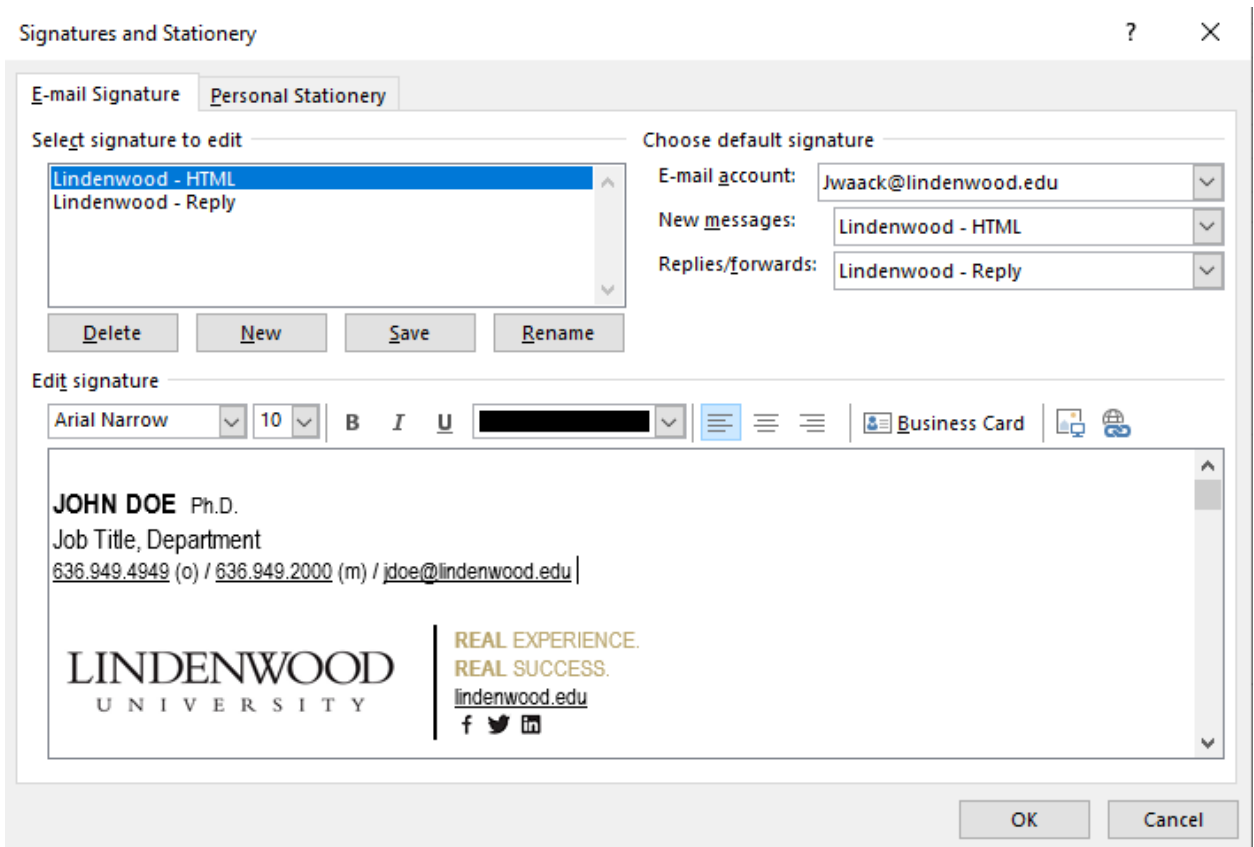 Signatures and Stationery ? ×
E-mail Signature Personal Stationery
Select signature to edit
Lindenwood - HTML
Lindenwood - Reply
Delete New Save Rename
Choose default signature
E-mail account: Jwaack@lindenwood.edu
New messages: Lindenwood - HTML
Replies/forwards: Lindenwood - Reply
Edit signature
Arial Narrow 10 B I U Business Card
JOHN DOE Ph.D.
Job Title, Department
636.949.4949 (o) / 636.949.2000 (m) / jdoe@lindenwood.edu
LINDENWOOD
UNIVERSITY
REAL EXPERIENCE.
REAL SUCCESS.
lindenwood.edu
OK Cancel